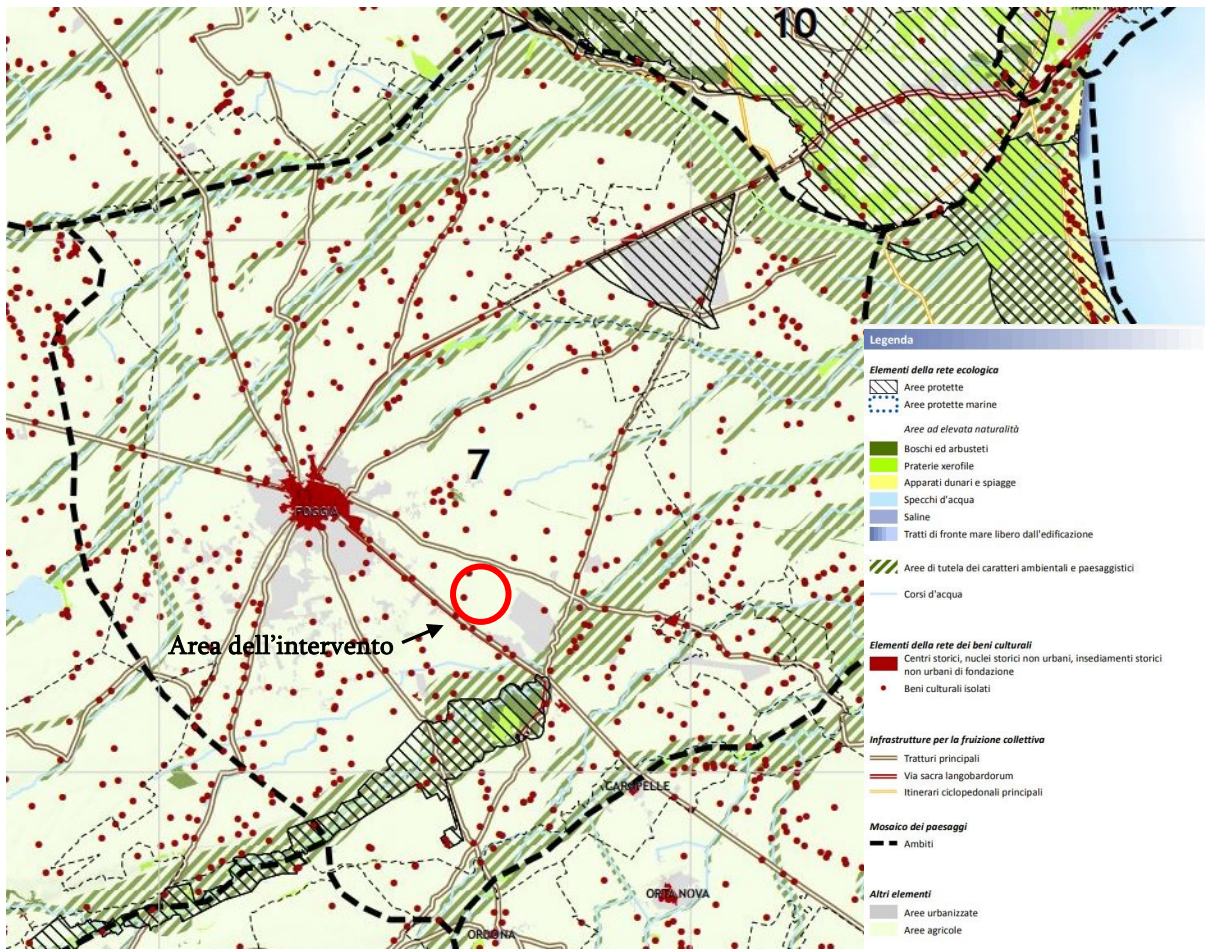 10
7
FOGGIA
Area dell'intervento
CARAPELLE
ORTA NOVA
ORDONA
Legenda
Elementi della rete ecologica
Aree protette
Aree protette marine
Aree ad elevata naturalità
Boschi ed arbusteti
Praterie xerofile
Apparati dunari e spiagge
Specchi d'acqua
Saline
Tratti di fronte mare libero dall'edificazione
Aree di tutela dei caratteri ambientali e paesaggistici
Corsi d'acqua
Elementi della rete dei beni culturali
Centri storici, nuclei storici non urbani, insediamenti storici
non urbani di fondazione
Beni culturali isolati
Infrastrutture per la fruizione collettiva
Tratturi principali
Via sacra langobardorum
Itinerari ciclopedonali principali
Mosaico dei paesaggi
Ambiti
Altri elementi
Aree urbanizzate
Aree agricole